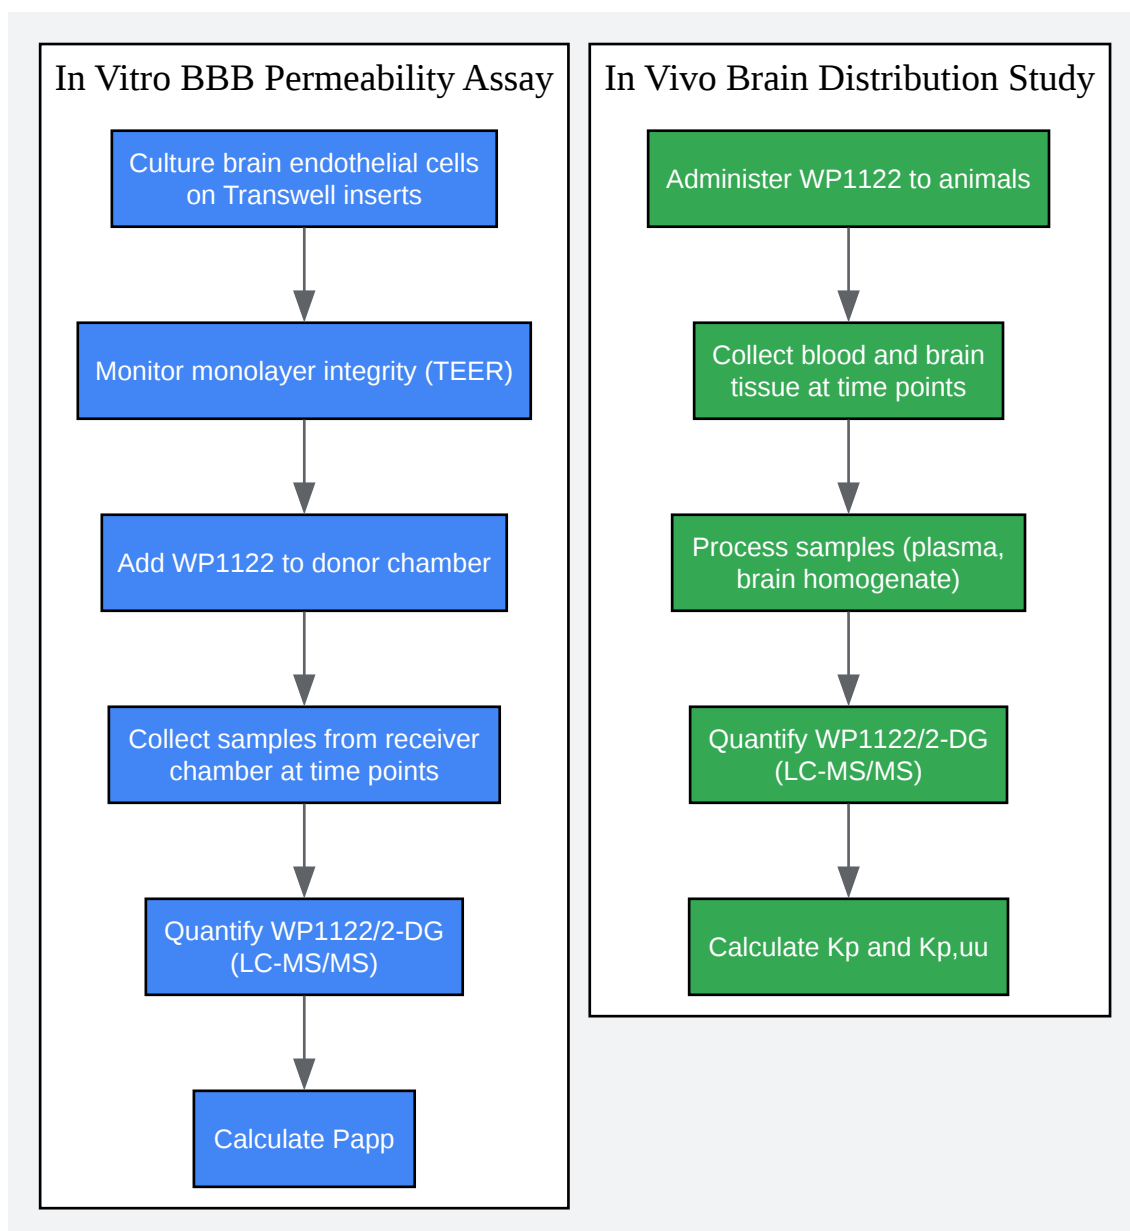 In Vitro BBB Permeability Assay
Culture brain endothelial cells
on Transwell inserts
Monitor monolayer integrity (TEER)
Add WP1122 to donor chamber
Collect samples from receiver
chamber at time points
Quantify WP1122/2-DG
(LC-MS/MS)
Calculate Papp
In Vivo Brain Distribution Study
Administer WP1122 to animals
Collect blood and brain
tissue at time points
Process samples (plasma,
brain homogenate)
Quantify WP1122/2-DG
(LC-MS/MS)
Calculate Kp and Kp,uu